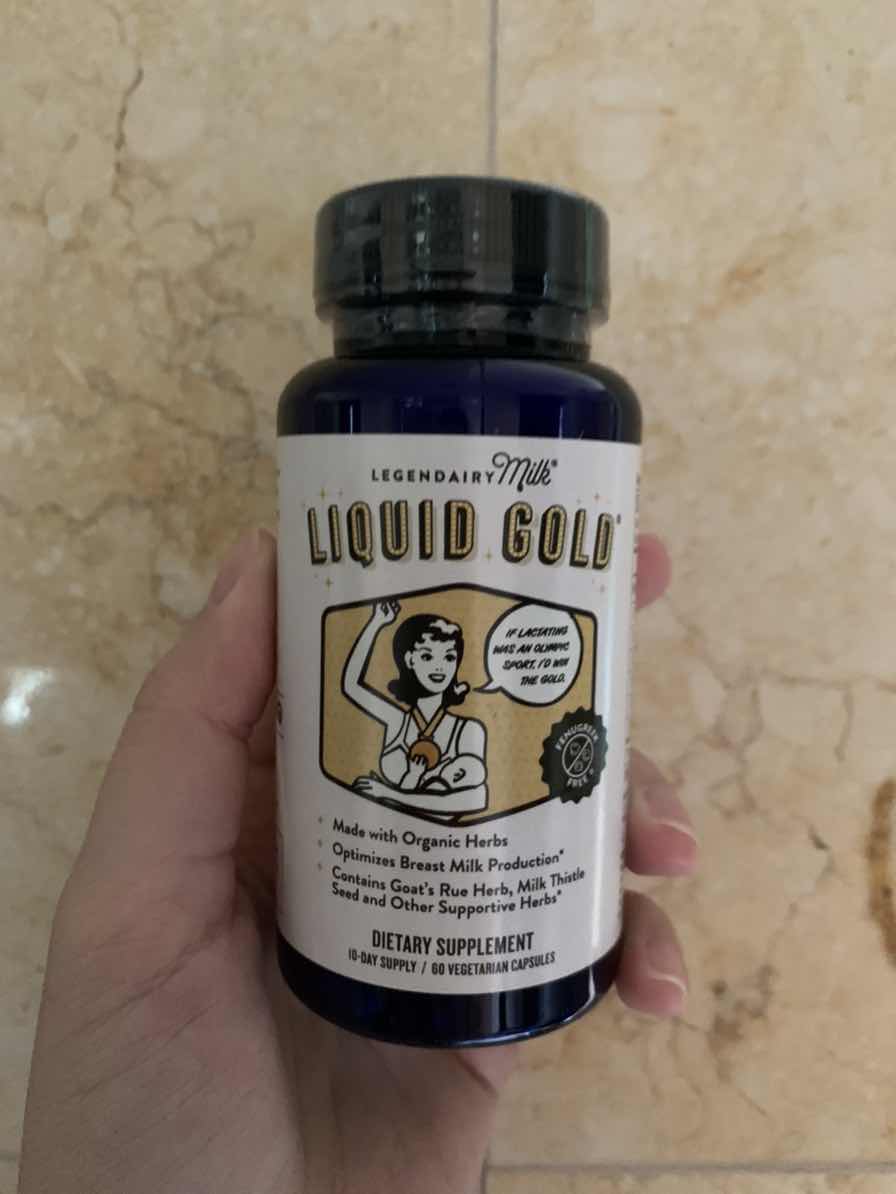 LEGENDAIRY Milk®
LIQUID GOLD®
IF LACTATING
WAS AN OLYMPIC
SPORT, I'D WIN
THE GOLD.
FENUGREEK
FREE
Made with Organic Herbs
Optimizes Breast Milk Production*
Contains Goat's Rue Herb, Milk Thistle
Seed and Other Supportive Herbs*
DIETARY SUPPLEMENT
10-DAY SUPPLY / 60 VEGETARIAN CAPSULES